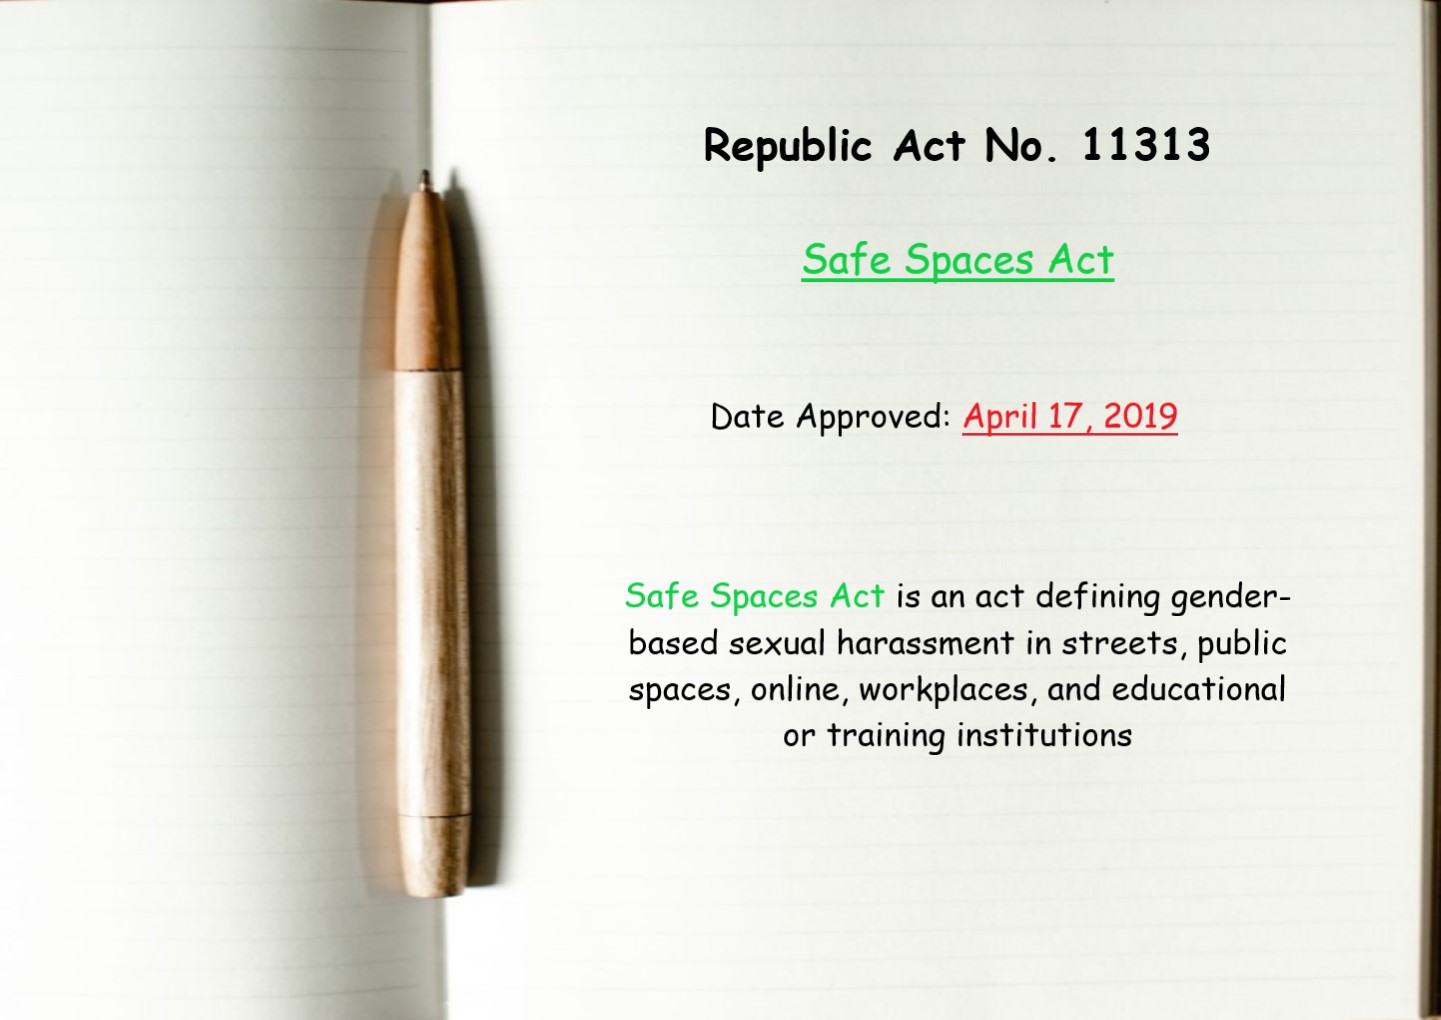 Republic Act No. 11313
Safe Spaces Act
Date Approved: April 17, 2019
Safe Spaces Act is an act defining gender-
based sexual harassment in streets, public
spaces, online, workplaces, and educational
or training institutions